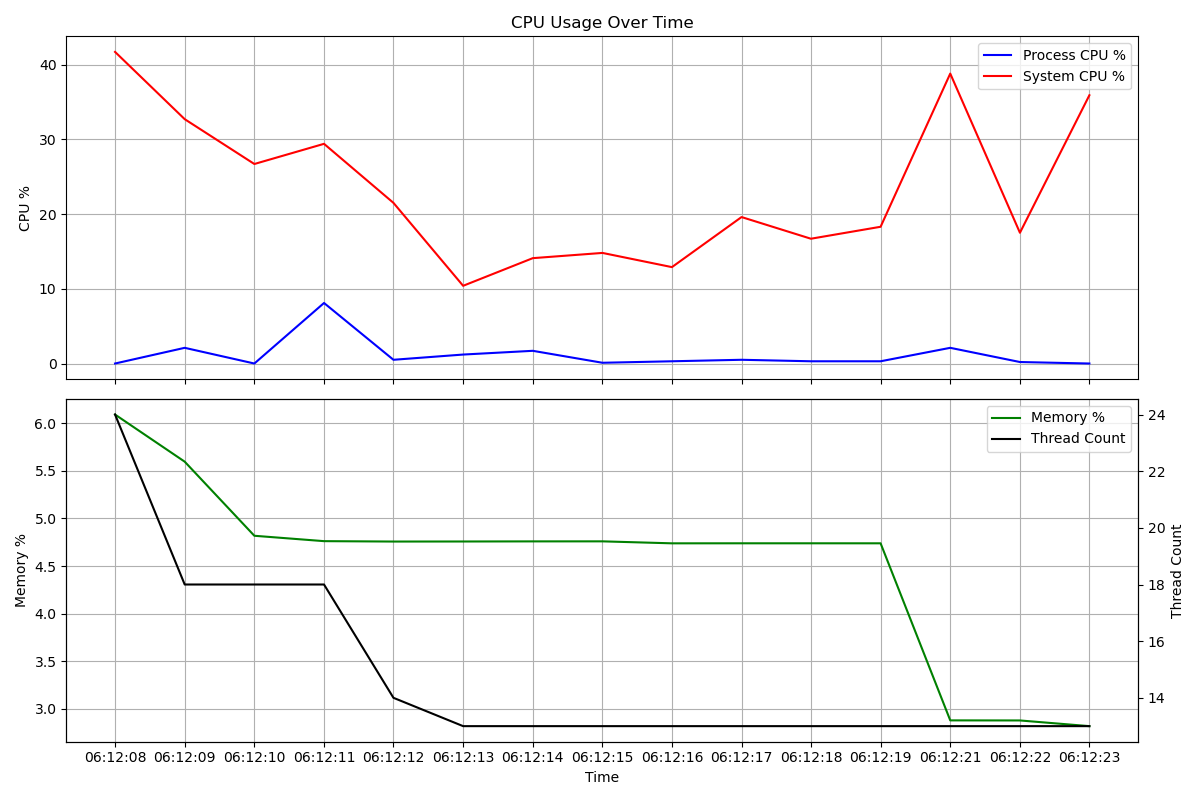 CPU Usage Over Time
Process CPU %
System CPU %
CPU %
40
30
20
10
0
Memory %
Thread Count
Memory %
6.0
5.5
5.0
4.5
4.0
3.5
3.0
24
22
20
18
16
14
Thread Count
06:12:08 06:12:09 06:12:10 06:12:11 06:12:12 06:12:13 06:12:14 06:12:15 06:12:16 06:12:17 06:12:18 06:12:19 06:12:21 06:12:22 06:12:23
Time